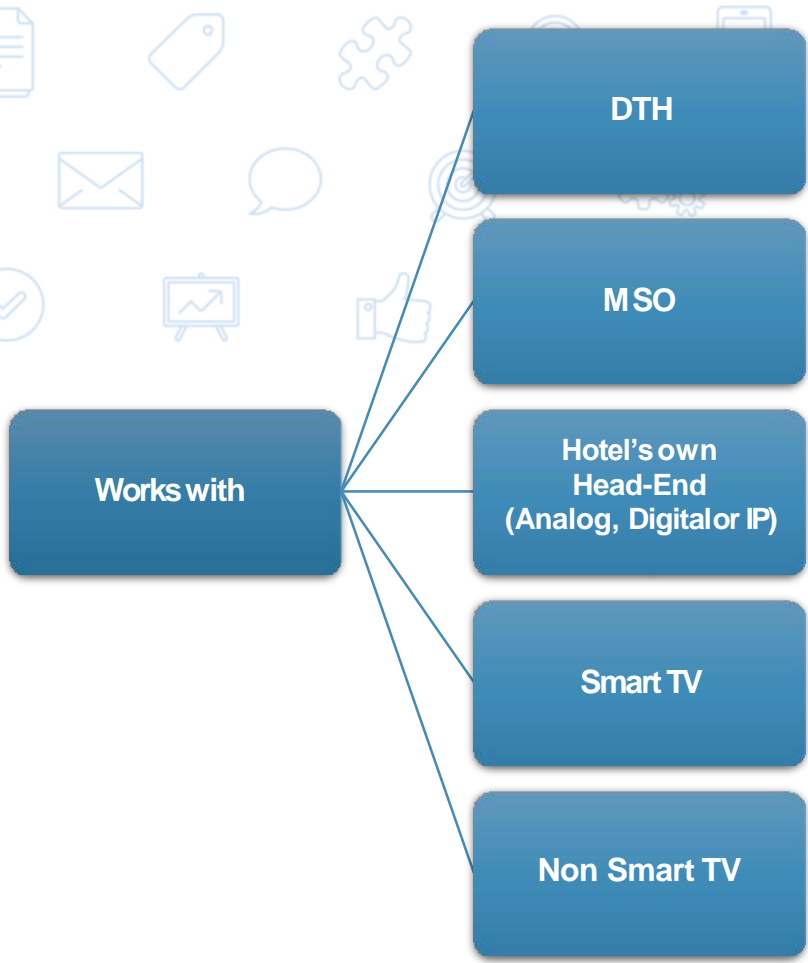 DTH
MSO
Works with
Hotel's own
Head-End
(Analog, Digital or IP)
Smart TV
Non Smart TV